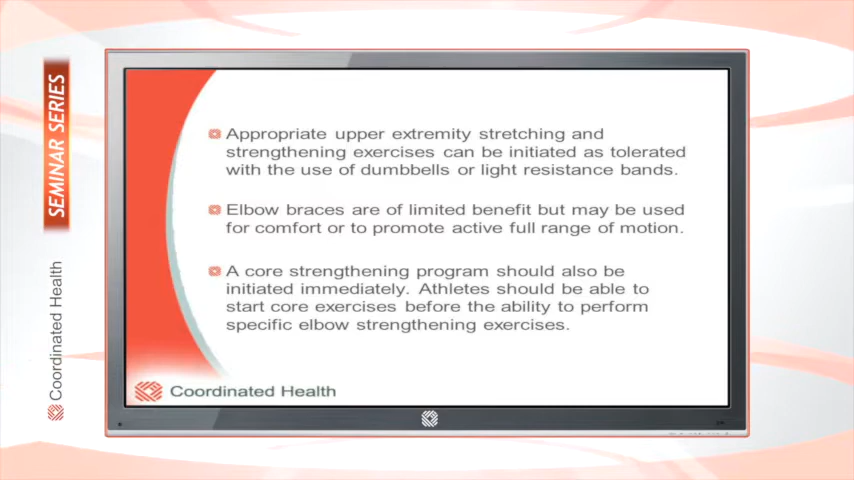 SEMINAR SERIES
Coordinated Health
Appropriate upper extremity stretching and
strengthening exercises can be initiated as tolerated
with the use of dumbbells or light resistance bands.
Elbow braces are of limited benefit but may be used
for comfort or to promote active full range of motion.
A core strengthening program should also be
initiated immediately. Athletes should be able to
start core exercises before the ability to perform
specific elbow strengthening exercises.
Coordinated Health